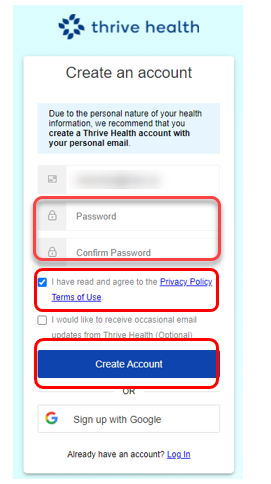 thrive health
Create an account
Due to the personal nature of your health
information, we recommend that you
create a Thrive Health account with
your personal email.
Password
Confirm Password
I have read and agree to the Privacy Policy
Terms of Use
I would like to receive occasional email
updates from Thrive Health (Optional)
Create Account
OR
Sign up with Google
Already have an account? Log In